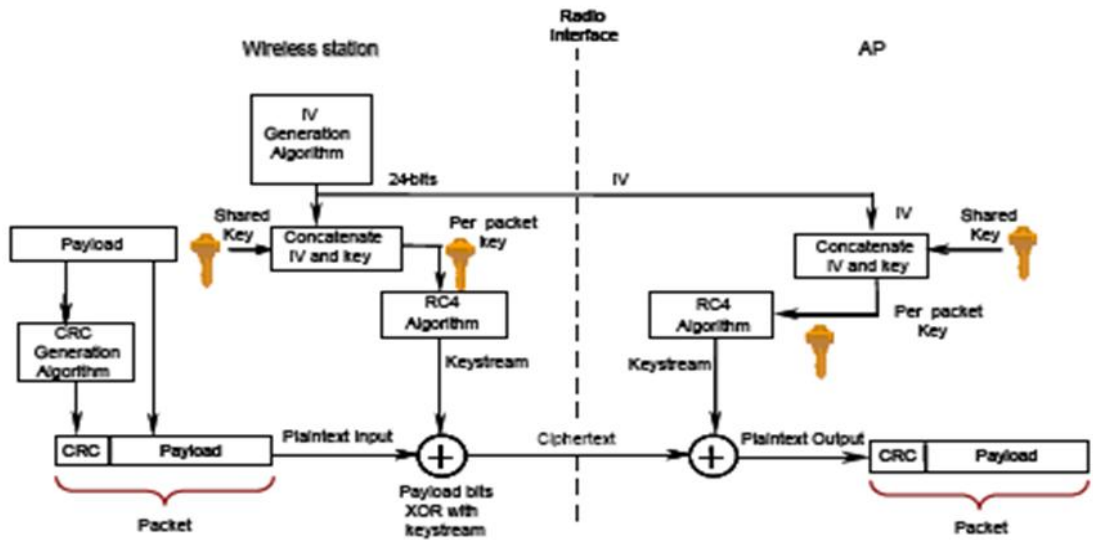 Radio
Interface
Wireless station
AP
IV
Generation
Algorithm
24-bits
IV
Shared
Key
Per packet
key
IV
Shared
Key
Payload
Concatenate
IV and key
Concatenate
IV and key
RC4
Algorithm
RC4
Algorithm
Per packet
Key
CRC
Generation
Algorithm
Keystream
Keystream
CRC
Payload
Plaintext Input
Ciphertext
Plaintext Output
CRC
Payload
Payload bits
XOR with
keystream
Packet
Packet